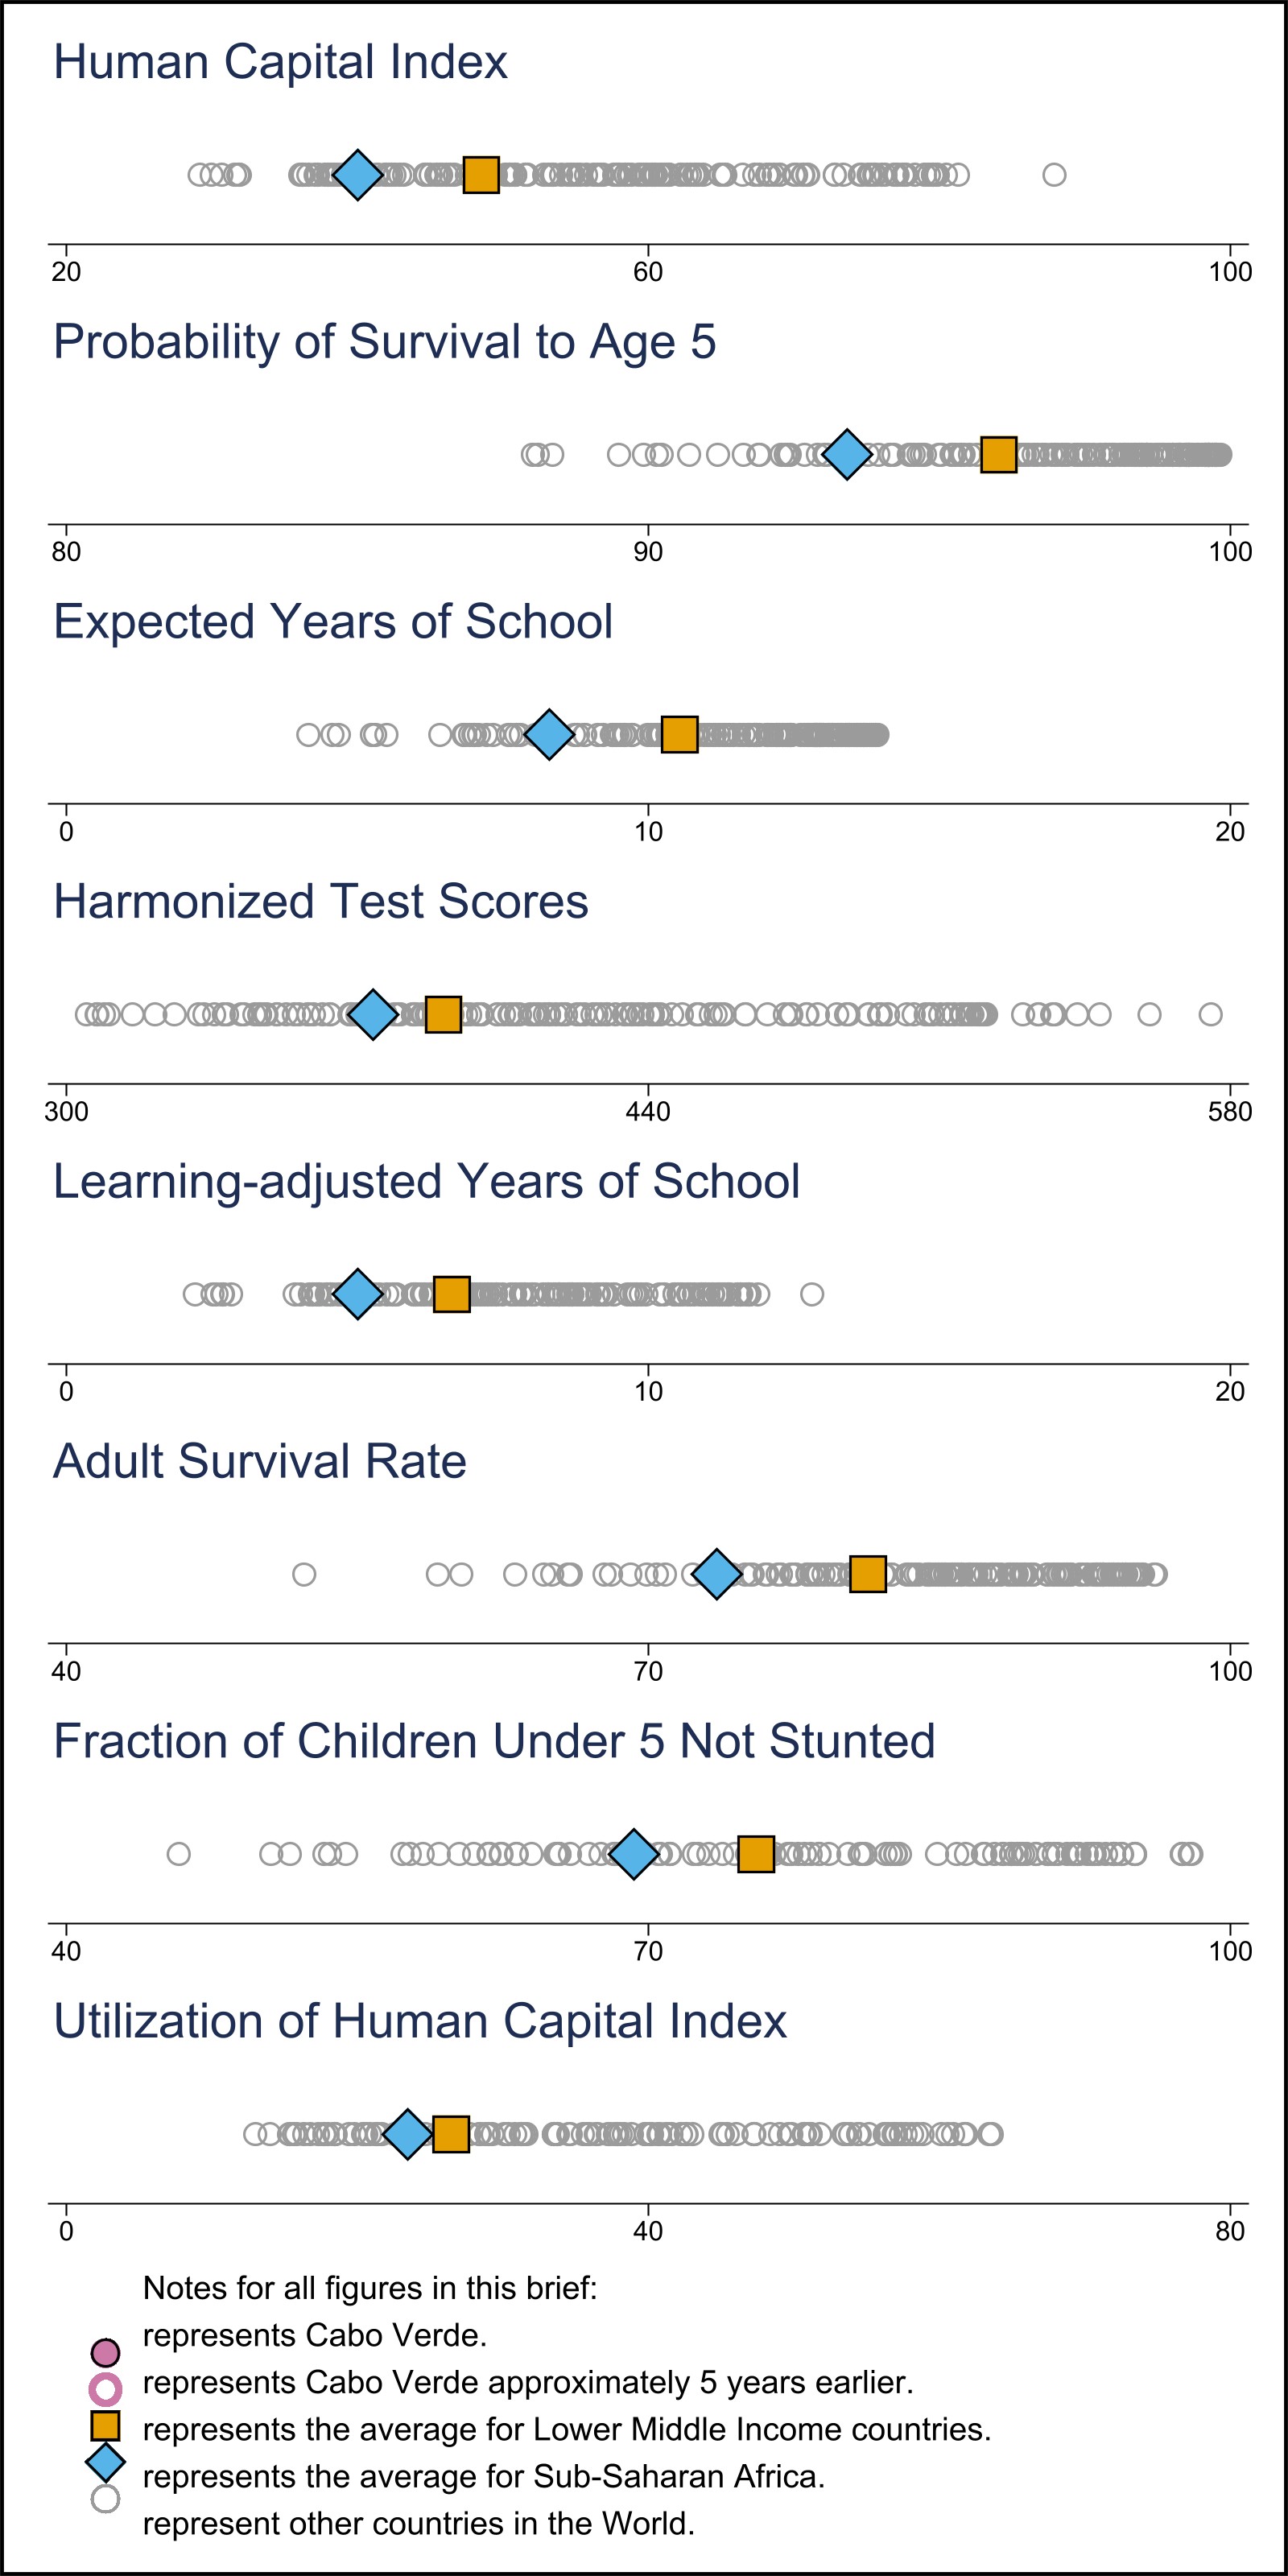 Human Capital Index
20 60 100
Probability of Survival to Age 5
80 90 100
Expected Years of School
0 10 20
Harmonized Test Scores
300 440 580
Learning-adjusted Years of School
0 10 20
Adult Survival Rate
40 70 100
Fraction of Children Under 5 Not Stunted
40 70 100
Utilization of Human Capital Index
0 40 80
Notes for all figures in this brief:
represents Cabo Verde.
represents Cabo Verde approximately 5 years earlier.
represents the average for Lower Middle Income countries.
represents the average for Sub-Saharan Africa.
represent other countries in the World.